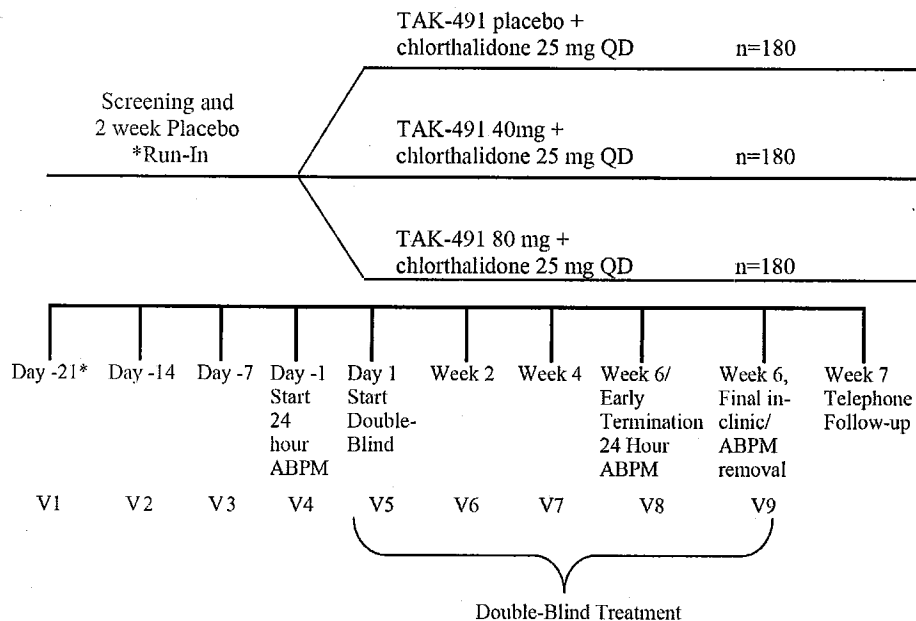 TAK-491 placebo +
chlorthalidone 25 mg QD n=180
Screening and
2 week Placebo
*Run-In
TAK-491 40mg +
chlorthalidone 25 mg QD n=180
TAK-491 80 mg +
chlorthalidone 25 mg QD n=180
Day -21* Day -14 Day -7 Day -1 Day 1 Week 2 Week 4 Week 6/ Week 6, Week 7
Start Start Early Final in- Telephone
24 Double- Termination clinic/ Follow-up
hour Blind 24 Hour ABPM
ABPM ABPM removal
V1 V2 V3 V4 V5 V6 V7 V8 V9
Double-Blind Treatment